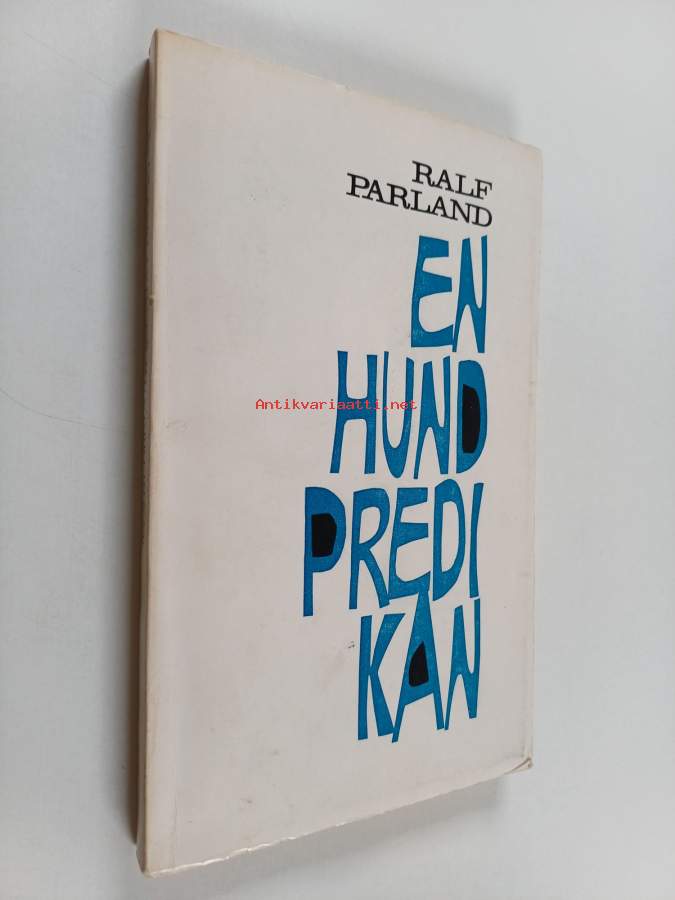 RALF
PARLAND
EN
HUND
PREDI
KAN
Antikvariaatti.net